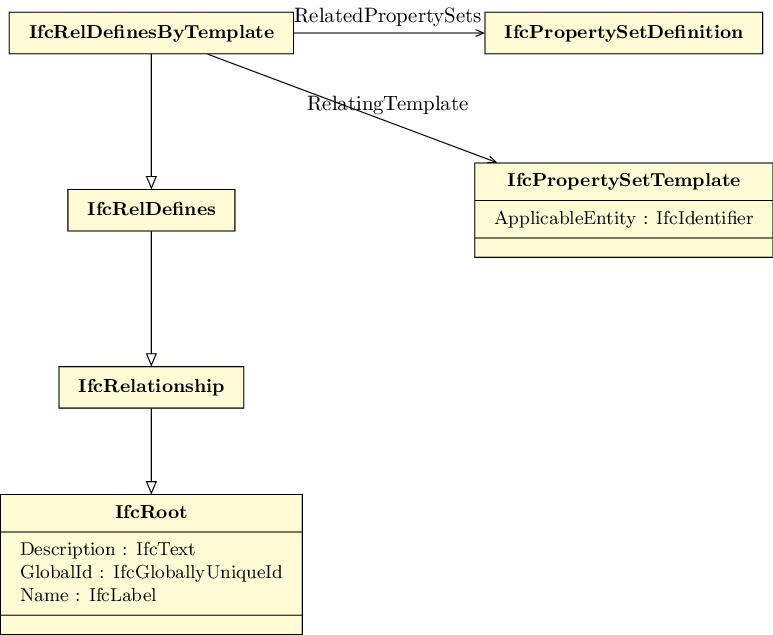 IfcRelDefinesByTemplate
RelatedPropertySets
IfcPropertySetDefinition
RelatingTemplate
IfcPropertySetTemplate
ApplicableEntity : IfcIdentifier
IfcRelDefines
IfcRelationship
IfcRoot
Description : IfcText
GlobalId : IfcGloballyUniqueId
Name : IfcLabel